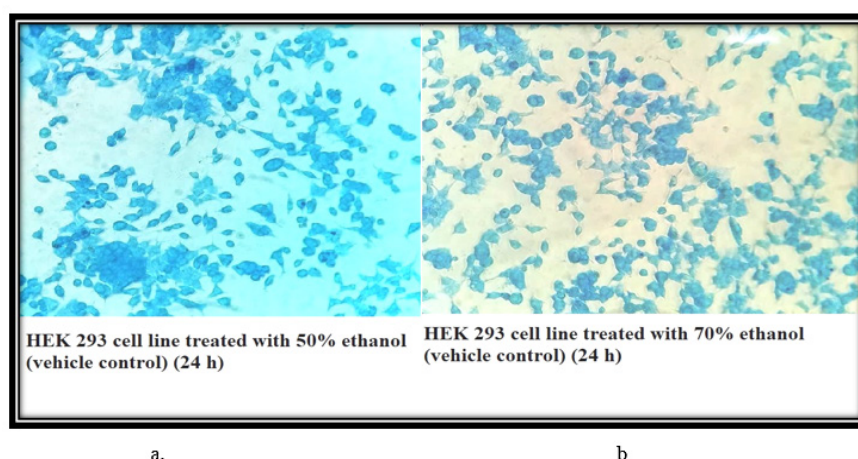 HEK 293 cell line treated with 50% ethanol
(vehicle control) (24 h)
HEK 293 cell line treated with 70% ethanol
(vehicle control) (24 h)
a.
b